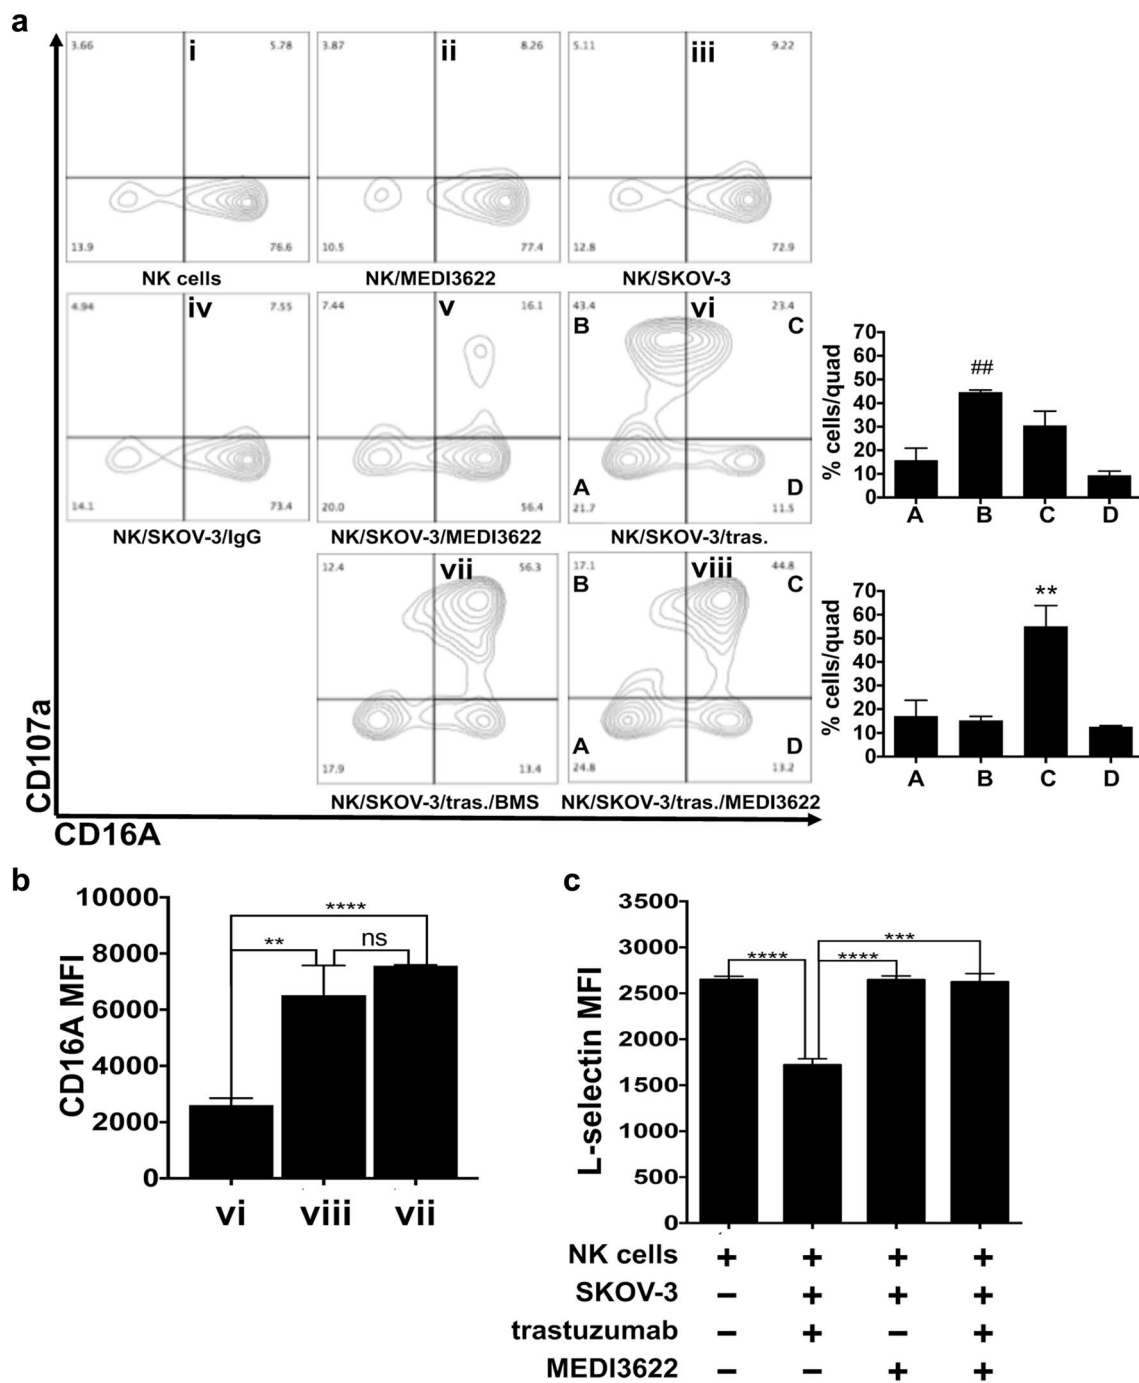 a
3.66 i 5.78
13.9 76.6
NK cells
3.87 ii 8.26
10.5 77.4
NK/MEDI3622
5.11 iii 9.22
12.8 72.9
NK/SKOV-3
4.94 iv 7.55
14.1 73.4
NK/SKOV-3/IgG
7.44 v 16.1
20.0 56.4
NK/SKOV-3/MEDI3622
43.4 vi 23.4
B C
A D
21.7 11.5
NK/SKOV-3/tras.
% cells/quad
70
60
50
40
30
20
10
0
##
A B C D
12.4 vii 56.3
17.9 13.4
NK/SKOV-3/tras./BMS
17.1 viii 44.8
B C
A D
24.8 13.2
NK/SKOV-3/tras./MEDI3622
% cells/quad
70
60
50
40
30
20
10
0
**
A B C D
CD107a
CD16A
b
CD16A MFI
10000
8000
6000
4000
2000
0
****
** ns
vi viii vii
c
L-selectin MFI
3500
3000
2500
2000
1500
1000
500
0
***
**** ****
NK cells + + + +
SKOV-3 – + + +
trastuzumab – + – +
MEDI3622 – – + +